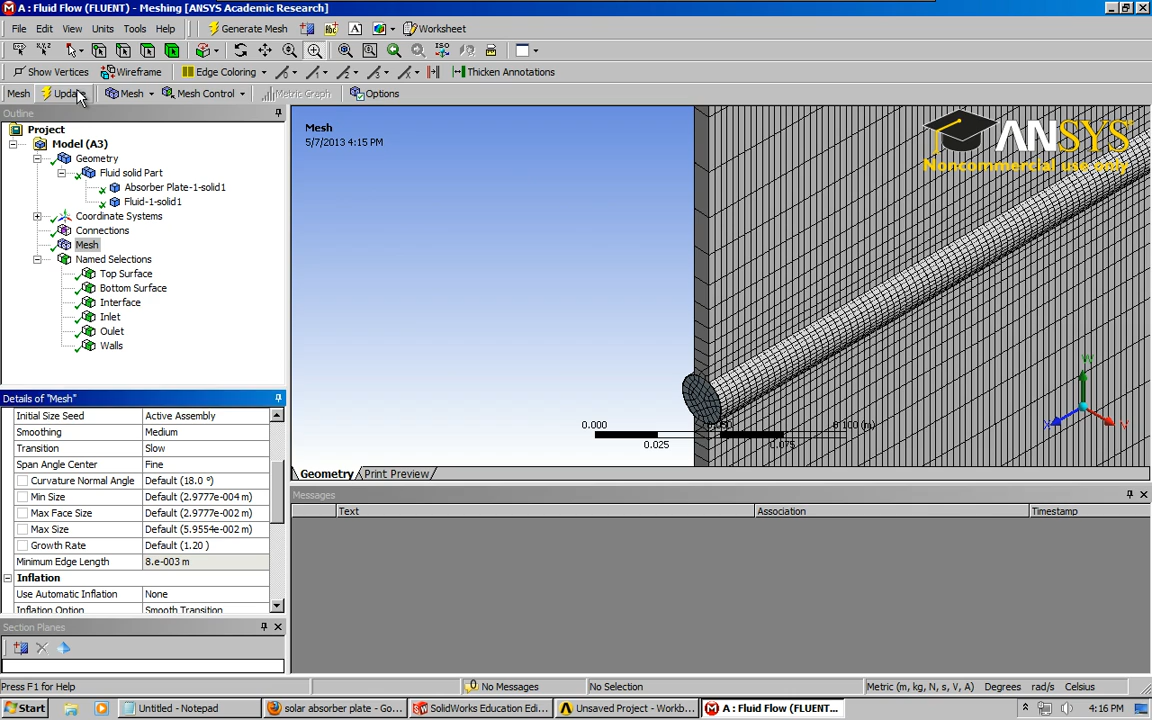 A : Fluid Flow (FLUENT) - Meshing [ANSYS Academic Research]
File Edit View Units Tools Help Generate Mesh Worksheet
Show Vertices Wireframe Edge Coloring Thicken Annotations
Mesh Update Mesh Mesh Control Metric Graph Options
Outline
Project
Model (A3)
Geometry
Fluid solid Part
Absorber Plate-1-solid1
Fluid-1-solid1
Coordinate Systems
Connections
Mesh
Named Selections
Top Surface
Bottom Surface
Interface
Inlet
Oulet
Walls
Details of "Mesh"
Initial Size Seed Active Assembly
Smoothing Medium
Transition Slow
Span Angle Center Fine
Curvature Normal Angle Default (18.0 °)
Min Size Default (2.9777e-004 m)
Max Face Size Default (2.9777e-002 m)
Max Size Default (5.9554e-002 m)
Growth Rate Default (1.20 )
Minimum Edge Length 8.e-003 m
Inflation
Use Automatic Inflation None
Inflation Option Smooth Transition
Section Planes
Mesh
5/7/2013 4:15 PM
ANSYS
Noncommercial use only
0.000 0.050 0.100 (m)
0.025 0.075
Geometry Print Preview
Messages
Text Association Timestamp
Press F1 for Help No Messages No Selection Metric (m, kg, N, s, V, A) Degrees rad/s Celsius
Start Untitled - Notepad solar absorber plate - Go... SolidWorks Education Edi... Unsaved Project - Workb... A : Fluid Flow (FLUENT... 4:16 PM